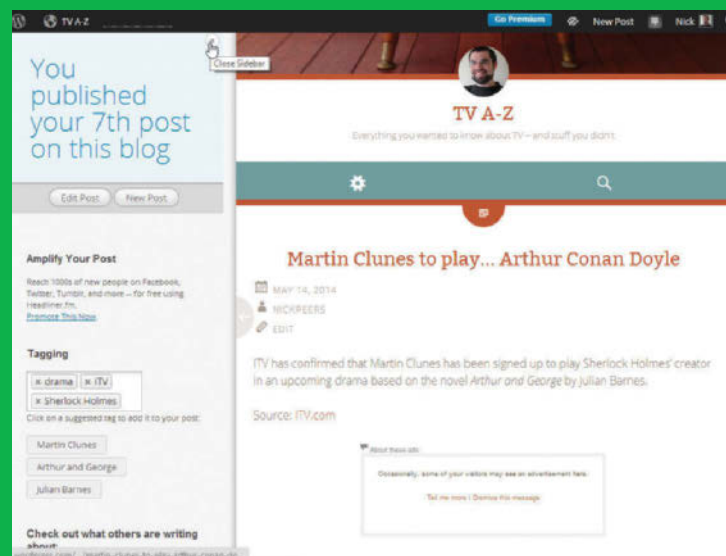 TV A-Z
Go Premium
New Post
Nick
Close Sidebar
You
published
your 7th post
on this blog
Edit Post
New Post
Amplify Your Post
Reach 1000s of new people on Facebook,
Twitter, Tumblr, and more – for free using
Headliner.fm.
Promote This Now
Tagging
× drama
× ITV
× Sherlock Holmes
Click on a suggested tag to add it to your post:
Martin Clunes
Arthur and George
Julian Barnes
Check out what others are writing
about:
TV A-Z
Everything you wanted to know about TV – and stuff you didn't
Martin Clunes to play... Arthur Conan Doyle
MAY 14, 2014
NICKPEERS
EDIT
ITV has confirmed that Martin Clunes has been signed up to play Sherlock Holmes' creator
in an upcoming drama based on the novel Arthur and George by Julian Barnes.
Source: ITV.com
About these ads
Occasionally, some of your visitors may see an advertisement here.
Tell me more | Dismiss this message